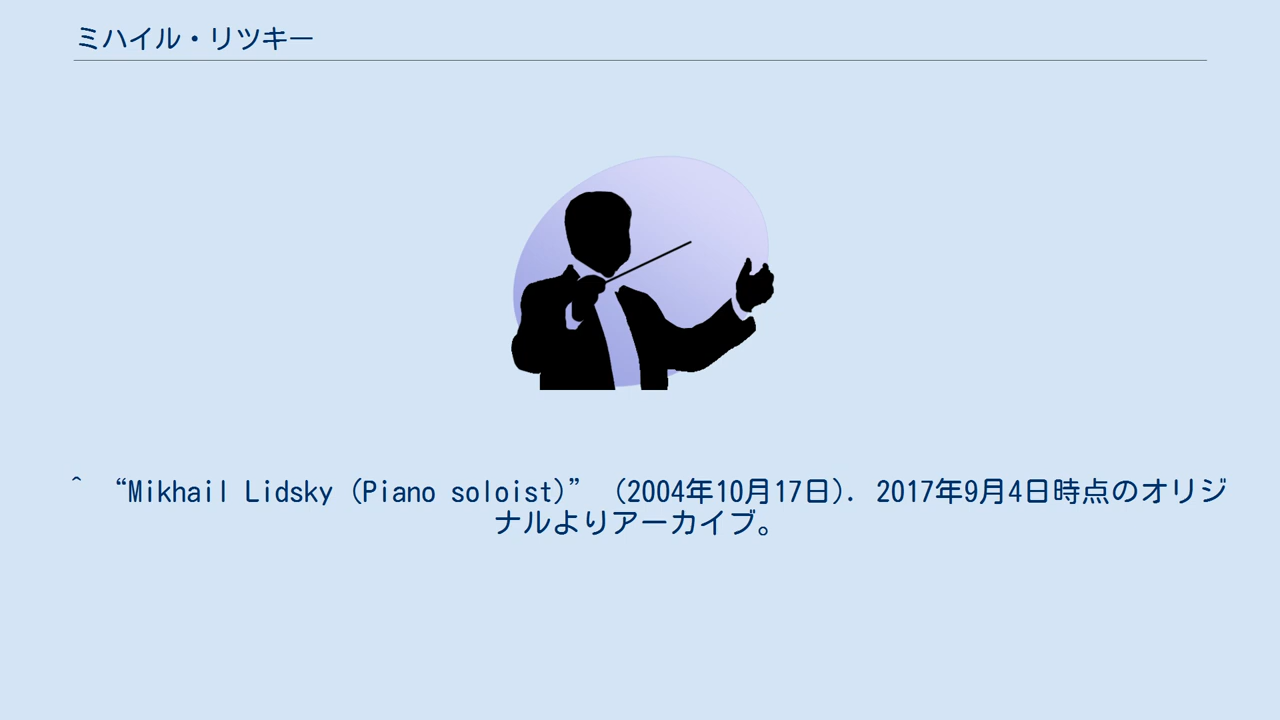 ミハイル・リツキー
^ “Mikhail Lidsky (Piano soloist)” (2004年10月17日). 2017年9月4日時点のオリジ
ナルよりアーカイブ。